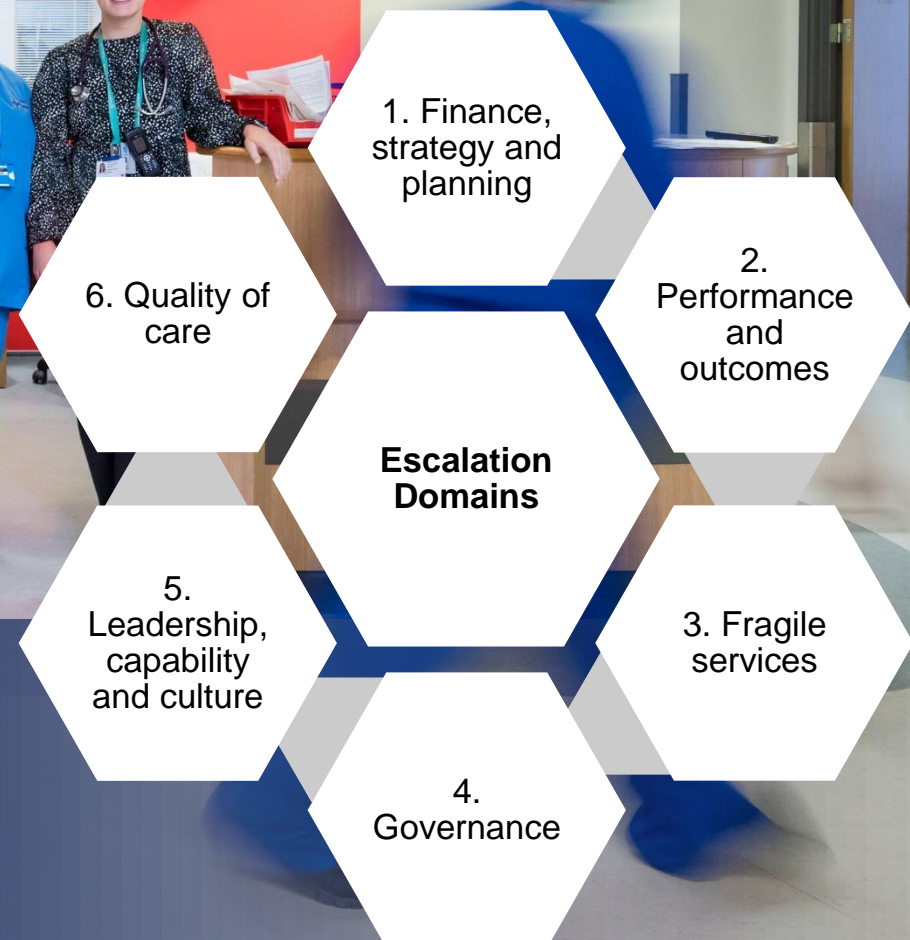 1. Finance,
strategy and
planning
2.
Performance
and
outcomes
3. Fragile
services
4.
Governance
5.
Leadership,
capability
and culture
6. Quality of
care
Escalation
Domains